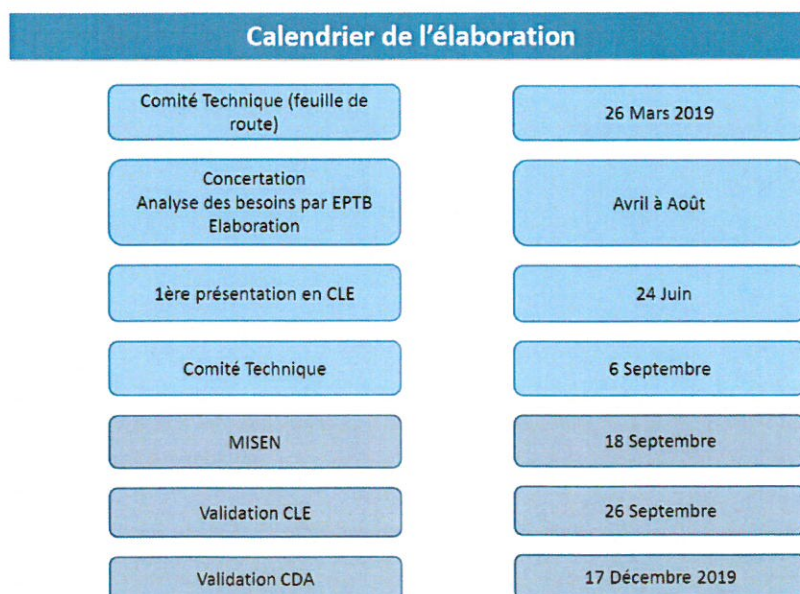 Calendrier de l'élaboration
Comité Technique (feuille de
route)
26 Mars 2019
Concertation
Analyse des besoins par EPTB
Elaboration
Avril à Août
1ère présentation en CLE
24 Juin
Comité Technique
6 Septembre
MISEN
18 Septembre
Validation CLE
26 Septembre
Validation CDA
17 Décembre 2019